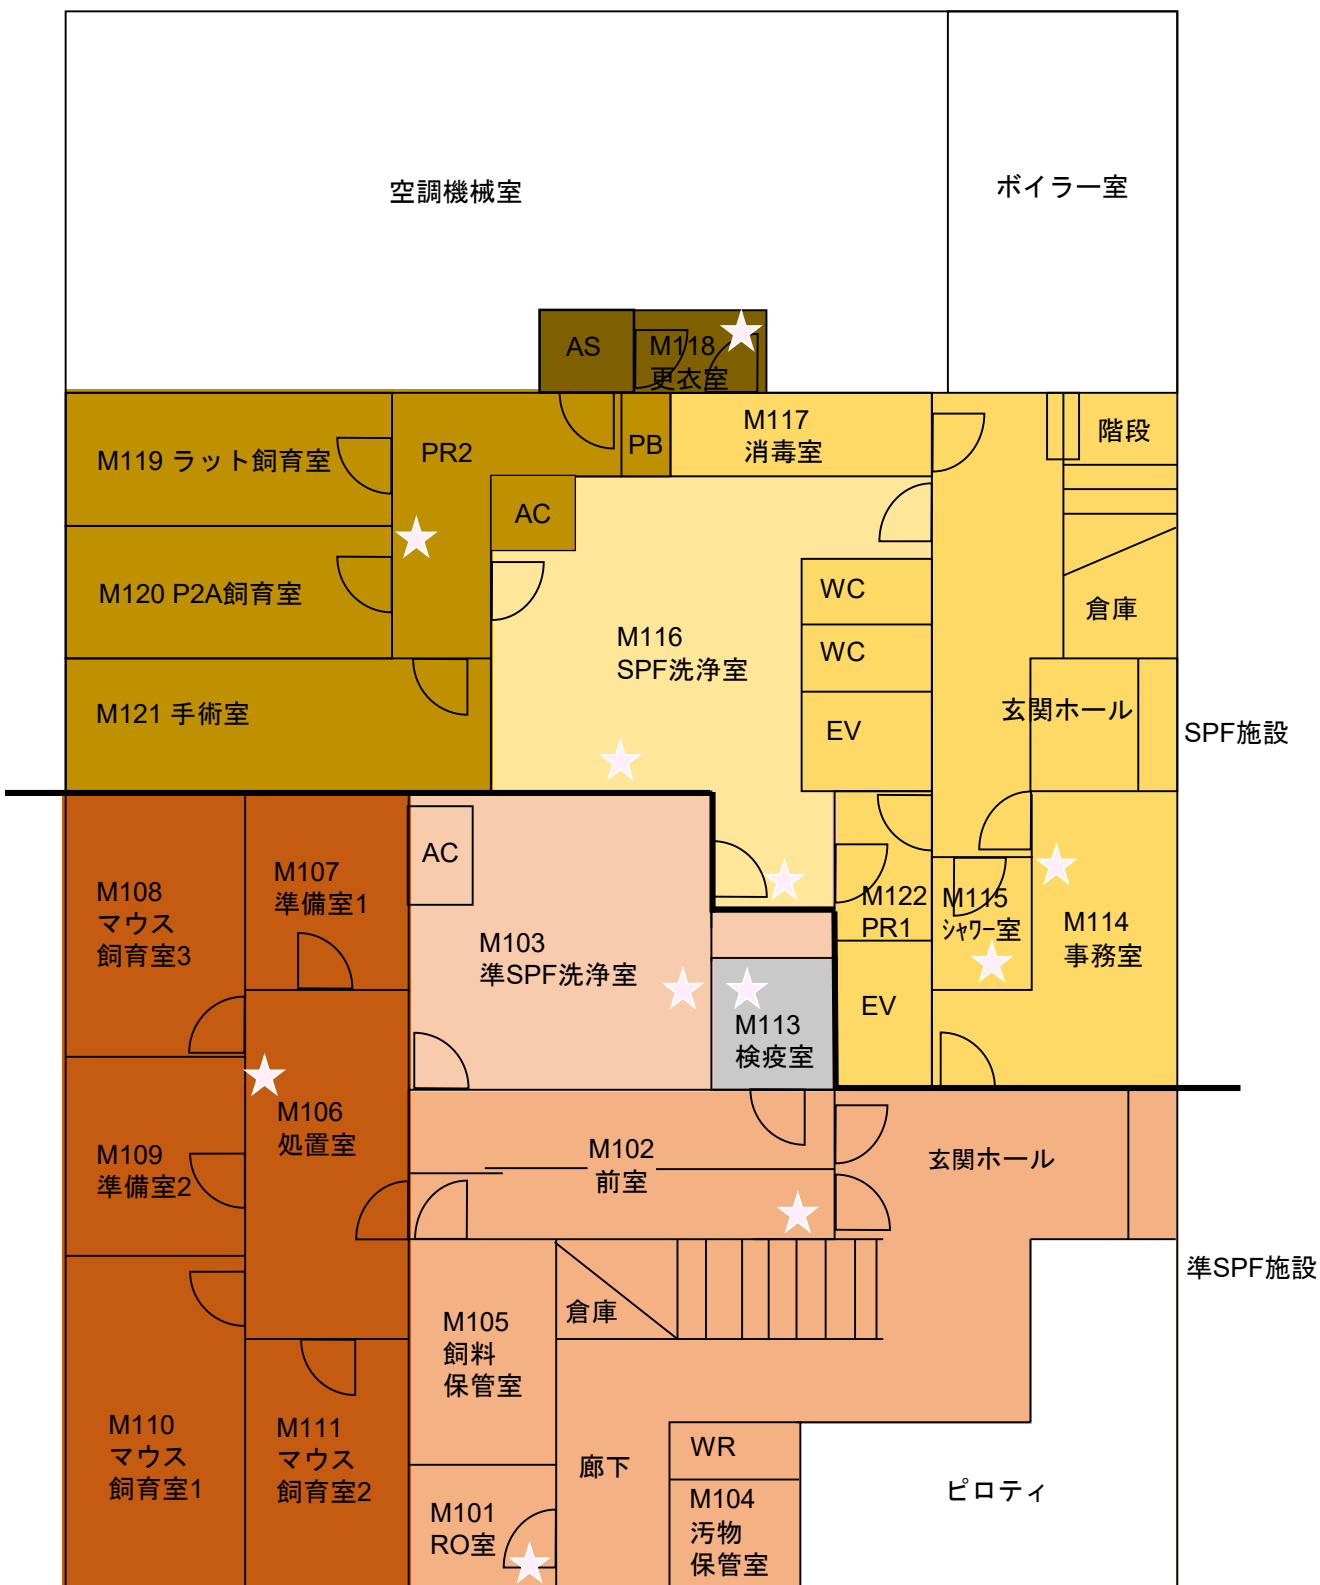 空調機械室
ボイラー室
AS
M118
更衣室
M119 ラット飼育室
PR2
PB
M117
消毒室
階段
AC
M120 P2A飼育室
WC
倉庫
M116
SPF洗浄室
WC
M121 手術室
EV
玄関ホール
SPF施設
AC
M107
準備室1
M108
マウス
飼育室3
M103
準SPF洗浄室
M122
PR1
M115
ｼｬﾜｰ室
M114
事務室
EV
M113
検疫室
M106
処置室
M109
準備室2
M102
前室
玄関ホール
準SPF施設
倉庫
M105
飼料
保管室
M110
マウス
飼育室1
M111
マウス
飼育室2
廊下
WR
ピロティ
M101
RO室
M104
汚物
保管室